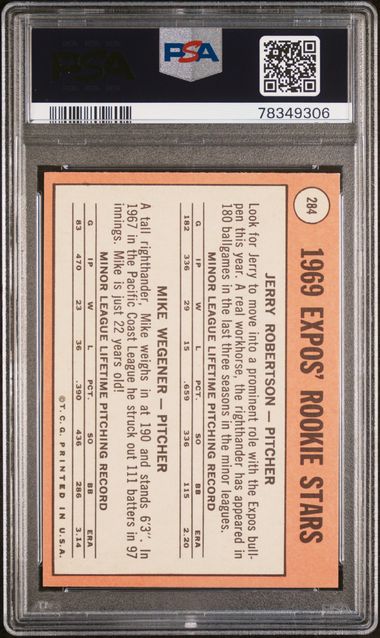 PSA
PSA
78349306
284
1969 EXPOS' ROOKIE STARS
JERRY ROBERTSON — PITCHER
Look for Jerry to move into a prominent role with the Expos bull-
pen this year. A real workhorse, the righthander has appeared in
180 ballgames in the last three seasons in the minor leagues.
MINOR LEAGUE LIFETIME PITCHING RECORD
G IP W L PCT. SO BB ERA
182 336 29 15 .659 336 115 2.20
MIKE WEGENER — PITCHER
A tall righthander, Mike weighs in at 190 and stands 6'3". In
1967 in the Pacific Coast League he struck out 111 batters in 97
innings. Mike is just 22 years old!
MINOR LEAGUE LIFETIME PITCHING RECORD
G IP W L PCT. SO BB ERA
83 470 23 36 .390 436 286 3.14
©T.C.G. PRINTED IN U.S.A.
PSA